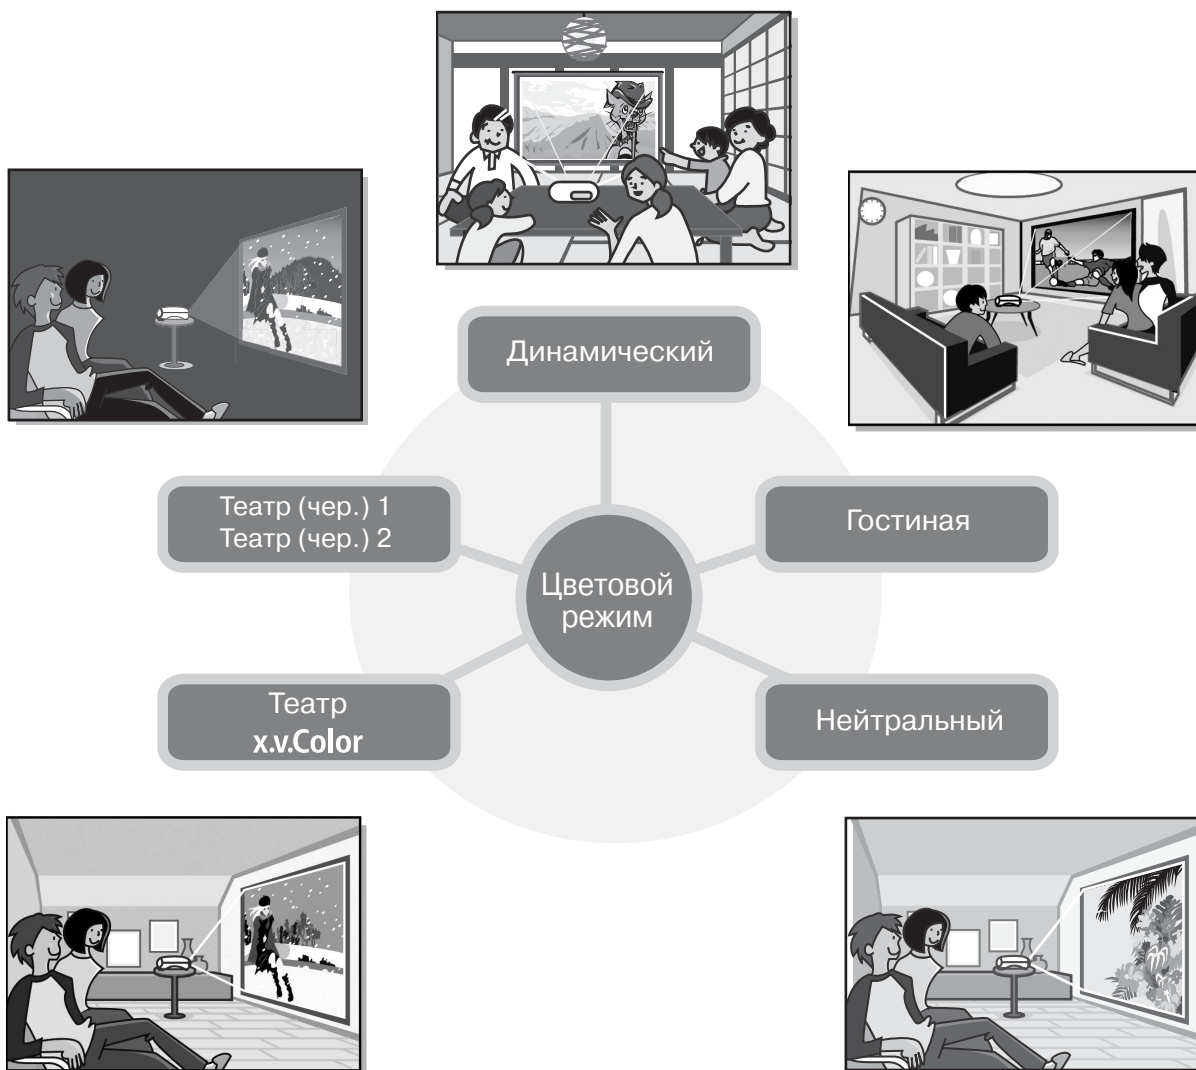 Динамический
Театр (чер.) 1
Театр (чер.) 2
Гостиная
Цветовой
режим
Театр
x.v.Color
Нейтральный